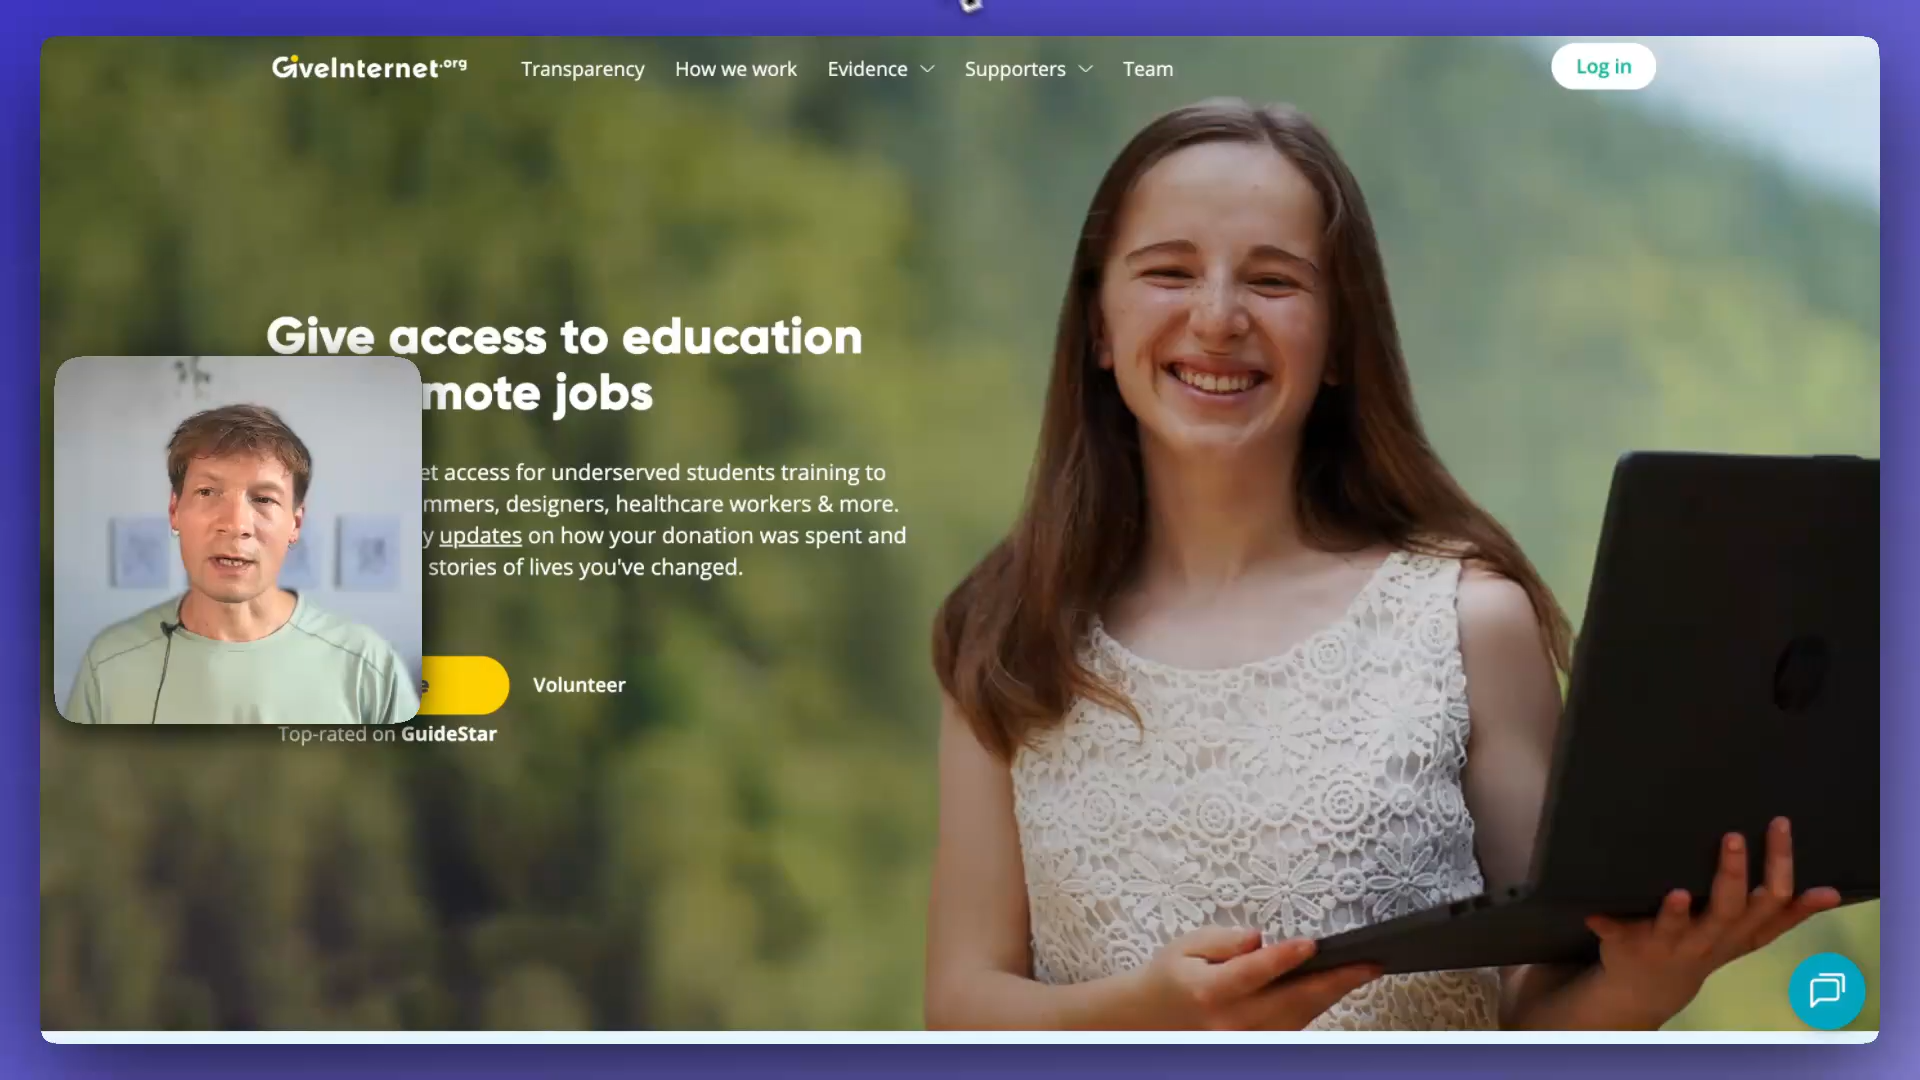 GiveInternet.org
Transparency
How we work
Evidence
Supporters
Team
Log in
Give access to education
mote jobs
et access for underserved students training to
mmers, designers, healthcare workers & more.
y updates on how your donation was spent and
stories of lives you've changed.
e
Volunteer
Top-rated on GuideStar